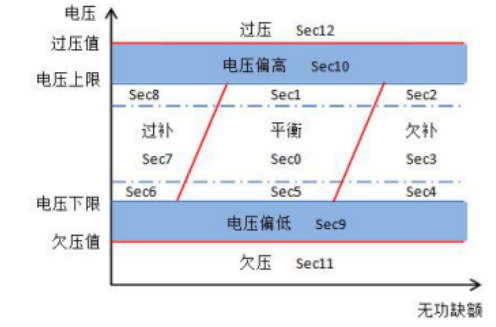 电压
过压 Sec12
过压值
电压偏高 Sec10
电压上限
Sec8 Sec1 Sec2
过补 平衡 欠补
Sec7 Sec0 Sec3
Sec6 Sec5 Sec4
电压下限
电压偏低 Sec9
欠压值
欠压 Sec11
无功缺额